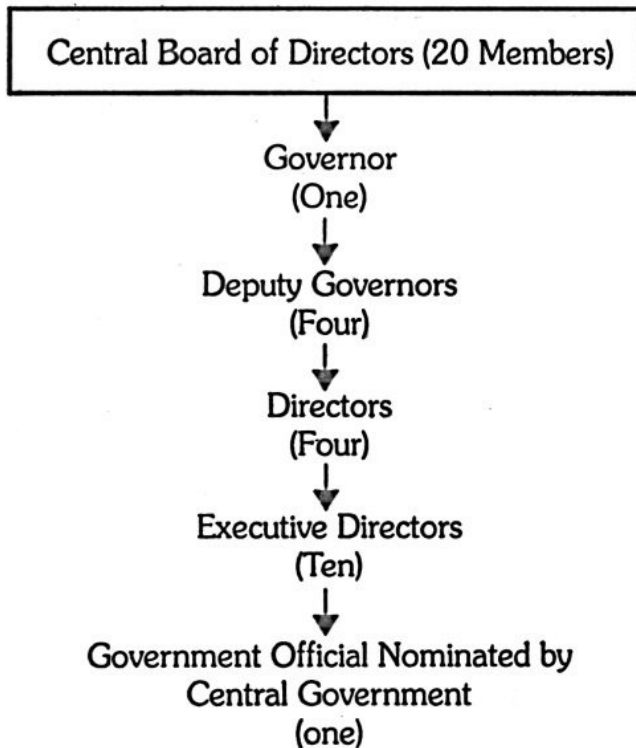 Central Board of Directors (20 Members)
Governor
(One)
Deputy Governors
(Four)
Directors
(Four)
Executive Directors
(Ten)
Government Official Nominated by
Central Government
(one)